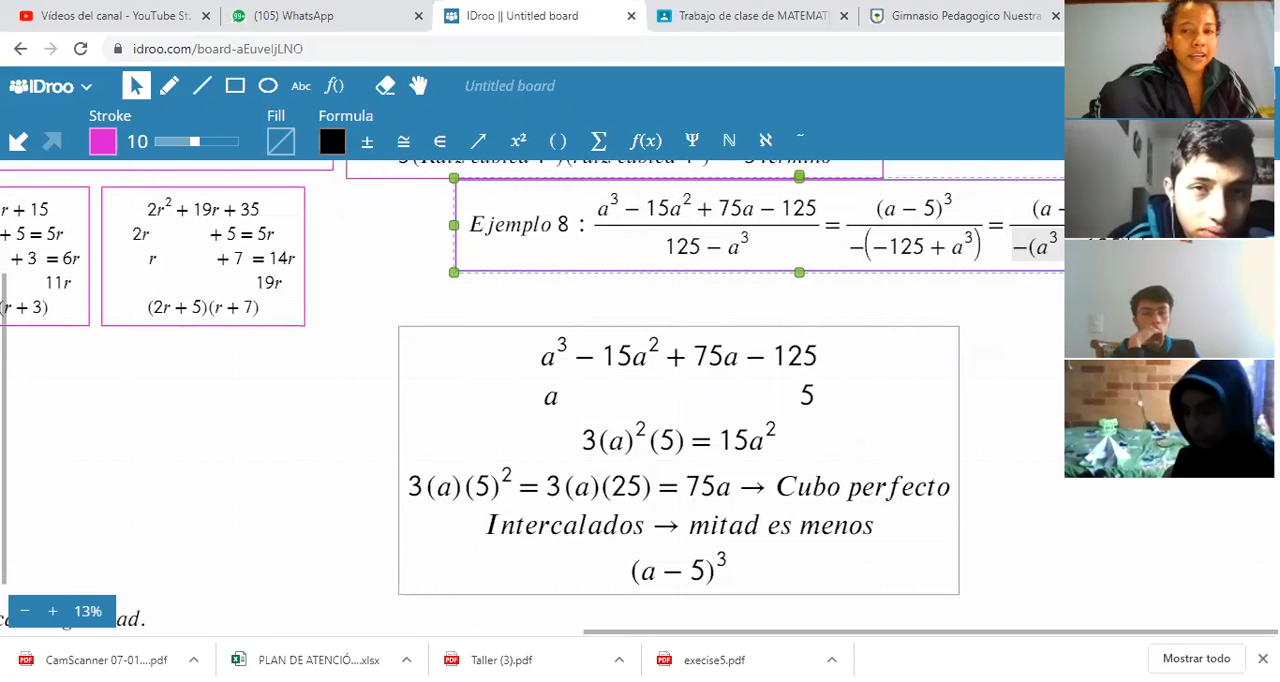 Vídeos del canal - YouTube St.
(105) WhatsApp
IDroo || Untitled board
Trabajo de clase de MATEMAT
Gimnasio Pedagogico Nuestra
99+
idroo.com/board-aEuveljLNO
IDroo
Abc
f()
Untitled board
Stroke
Fill
Formula
10
± ≅ ∈ x² ( ) ∑ f(x) Ψ ℕ ℵ ~
r + 15
+ 5 = 5r
+ 3 = 6r
11r
(r + 3)
2r² + 19r + 35
2r + 5 = 5r
r + 7 = 14r
19r
(2r + 5)(r + 7)
Ejemplo 8 : (a³ − 15a² + 75a − 125)/(125 − a³) = (a − 5)³/(−(−125 + a³)) = (a −/−(a³
a³ − 15a² + 75a − 125
a 5
3(a)²(5) = 15a²
3(a)(5)² = 3(a)(25) = 75a → Cubo perfecto
Intercalados → mitad es menos
(a − 5)³
− + 13%
ad.
CamScanner 07-01....pdf
PLAN DE ATENCIÓ....xlsx
Taller (3).pdf
execise5.pdf
Mostrar todo